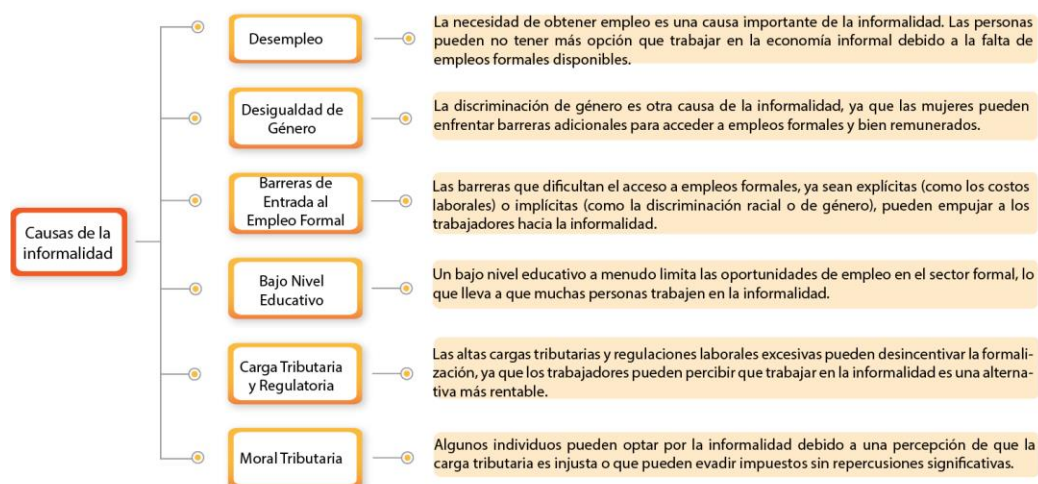 Causas de la
informalidad
Desempleo
La necesidad de obtener empleo es una causa importante de la informalidad. Las personas
pueden no tener más opción que trabajar en la economía informal debido a la falta de
empleos formales disponibles.
Desigualdad de
Género
La discriminación de género es otra causa de la informalidad, ya que las mujeres pueden
enfrentar barreras adicionales para acceder a empleos formales y bien remunerados.
Barreras de
Entrada al
Empleo Formal
Las barreras que dificultan el acceso a empleos formales, ya sean explícitas (como los costos
laborales) o implícitas (como la discriminación racial o de género), pueden empujar a los
trabajadores hacia la informalidad.
Bajo Nivel
Educativo
Un bajo nivel educativo a menudo limita las oportunidades de empleo en el sector formal, lo
que lleva a que muchas personas trabajen en la informalidad.
Carga Tributaria
y Regulatoria
Las altas cargas tributarias y regulaciones laborales excesivas pueden desincentivar la formali-
zación, ya que los trabajadores pueden percibir que trabajar en la informalidad es una alterna-
tiva más rentable.
Moral Tributaria
Algunos individuos pueden optar por la informalidad debido a una percepción de que la
carga tributaria es injusta o que pueden evadir impuestos sin repercusiones significativas.